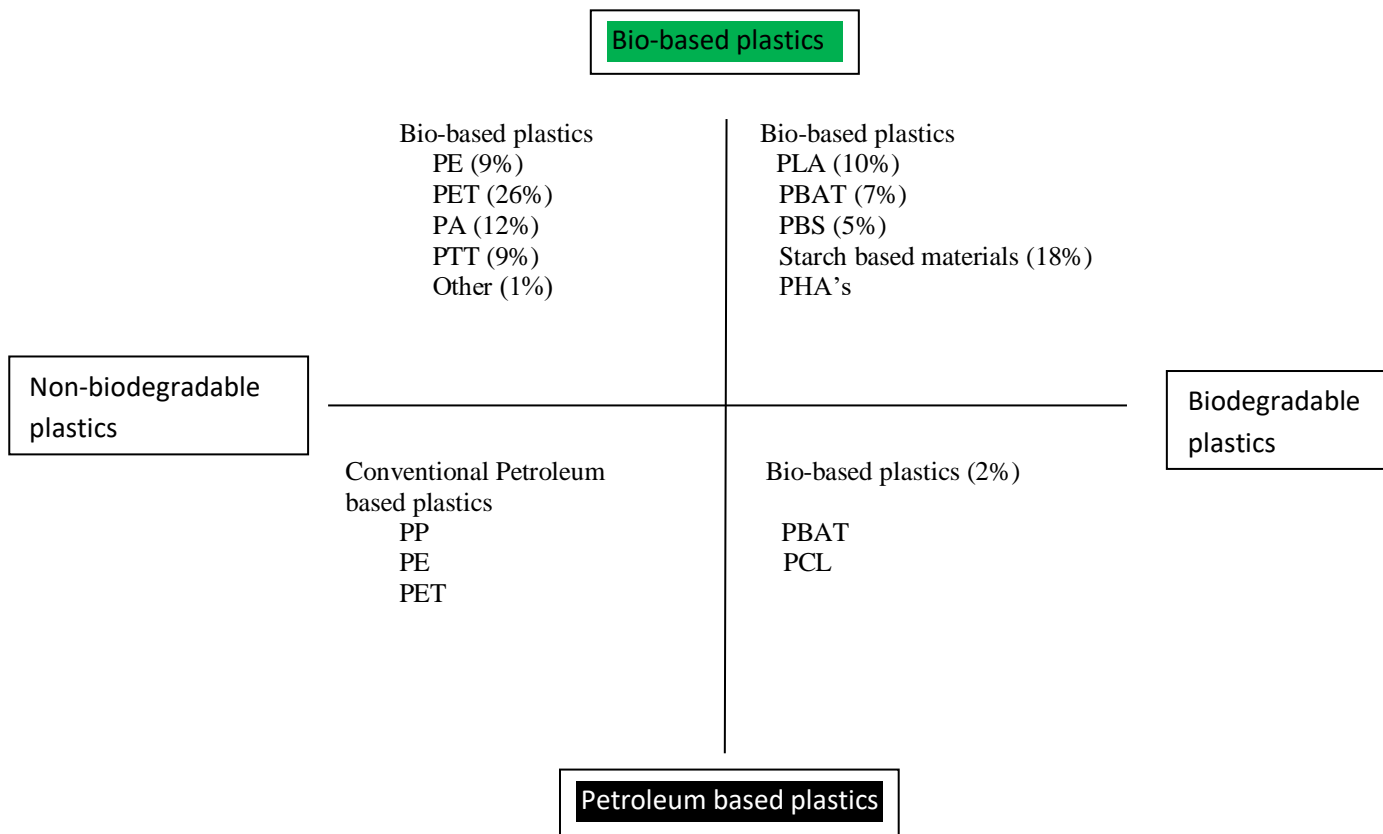 Bio-based plastics
Bio-based plastics
PE (9%)
PET (26%)
PA (12%)
PTT (9%)
Other (1%)
Bio-based plastics
PLA (10%)
PBAT (7%)
PBS (5%)
Starch based materials (18%)
PHA’s
Non-biodegradable
plastics
Biodegradable
plastics
Conventional Petroleum
based plastics
PP
PE
PET
Bio-based plastics (2%)
PBAT
PCL
Petroleum based plastics